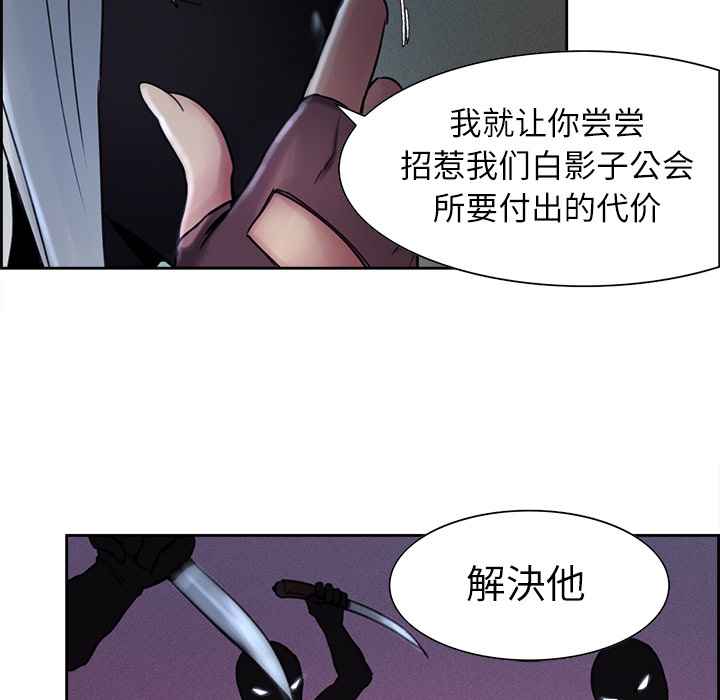 我就让你尝尝
招惹我们白影子公会
所要付出的代价
解決他